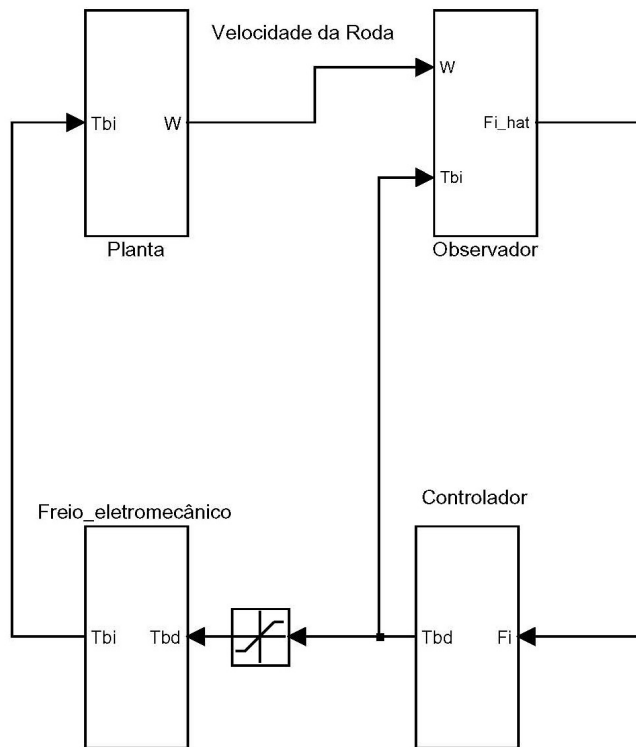 Velocidade da Roda
W
Tbi
W
Fi_hat
Tbi
Planta
Observador
Controlador
Freio_eletromecânico
Tbi
Tbd
Tbd
Fi